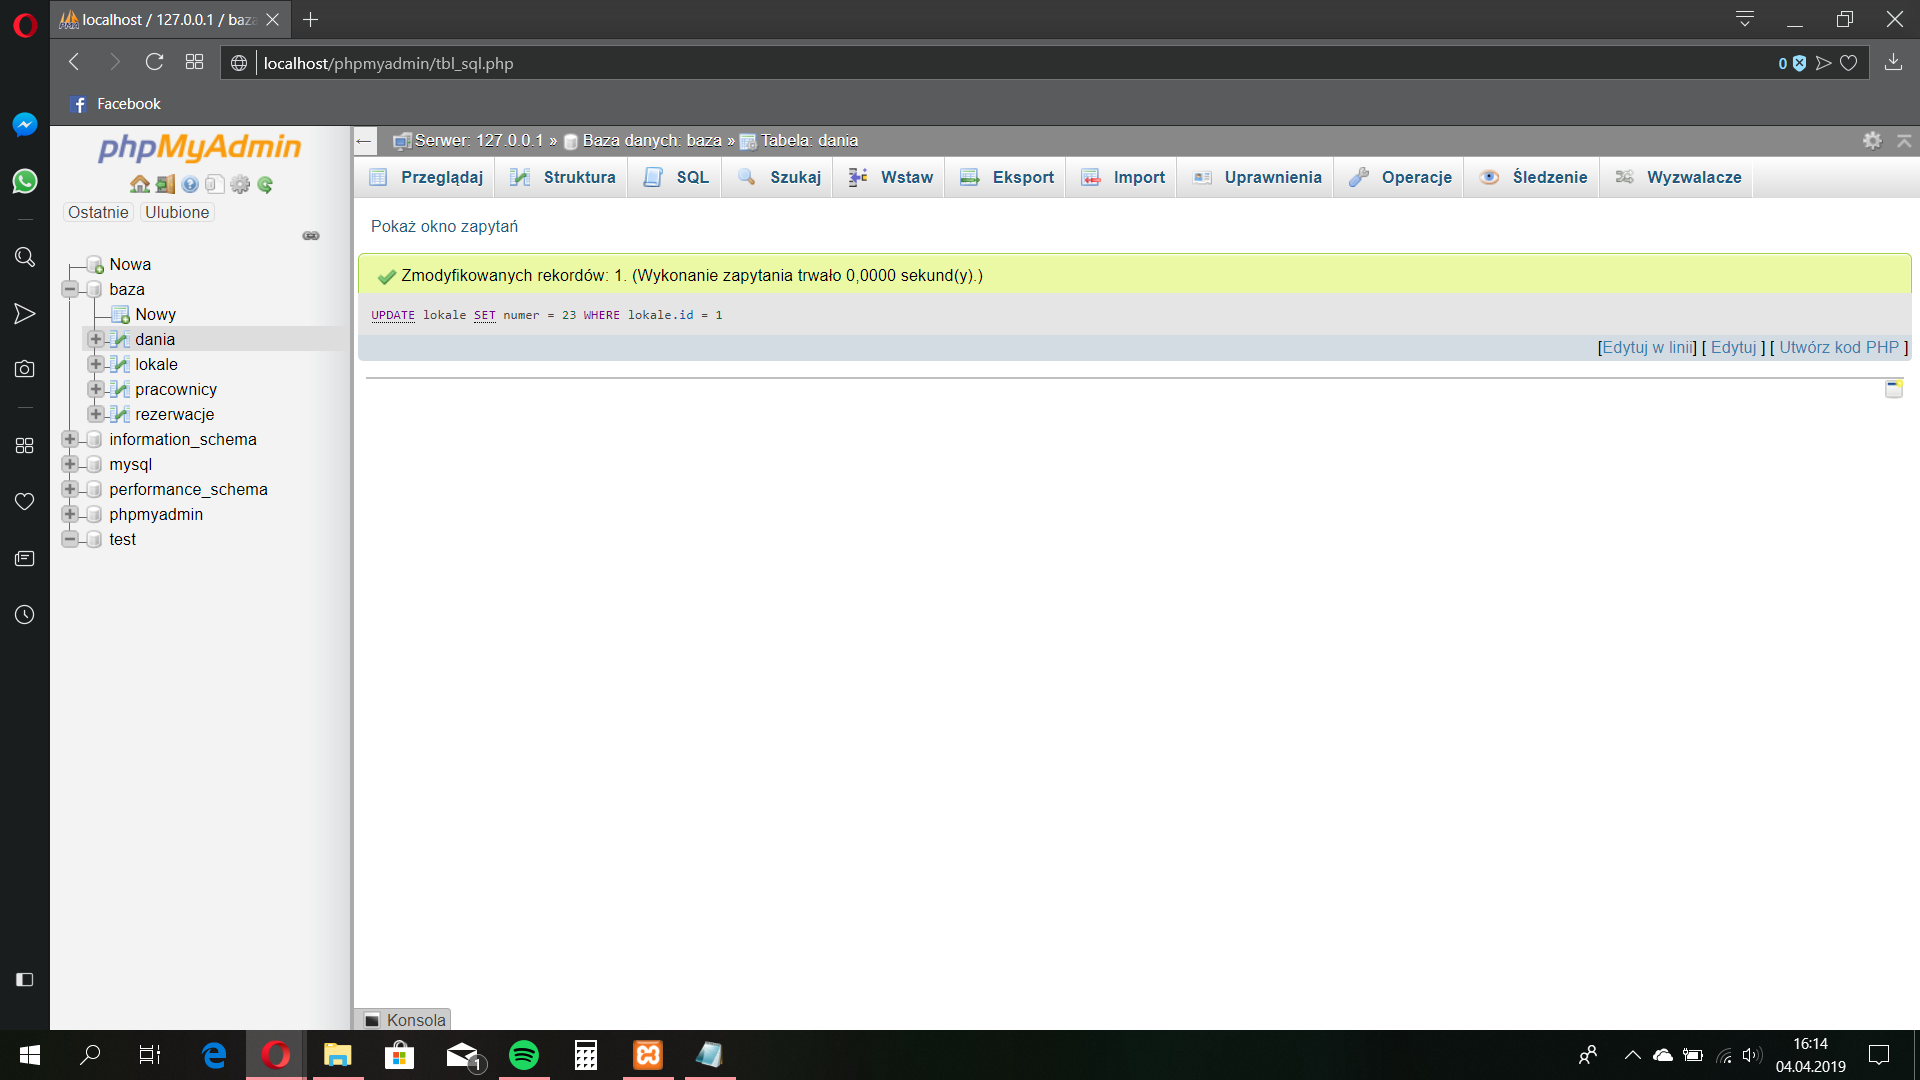 localhost / 127.0.0.1 / baza
localhost/phpmyadmin/tbl_sql.php
0
Facebook
phpMyAdmin
Ostatnie
Ulubione
Nowa
baza
Nowy
dania
lokale
pracownicy
rezerwacje
information_schema
mysql
performance_schema
phpmyadmin
test
Serwer: 127.0.0.1 » Baza danych: baza » Tabela: dania
Przeglądaj
Struktura
SQL
Szukaj
Wstaw
Eksport
Import
Uprawnienia
Operacje
Śledzenie
Wyzwalacze
Pokaż okno zapytań
Zmodyfikowanych rekordów: 1. (Wykonanie zapytania trwało 0,0000 sekund(y).)
UPDATE lokale SET numer = 23 WHERE lokale.id = 1
[Edytuj w linii] [ Edytuj ] [ Utwórz kod PHP ]
Konsola
1
16:14
04.04.2019